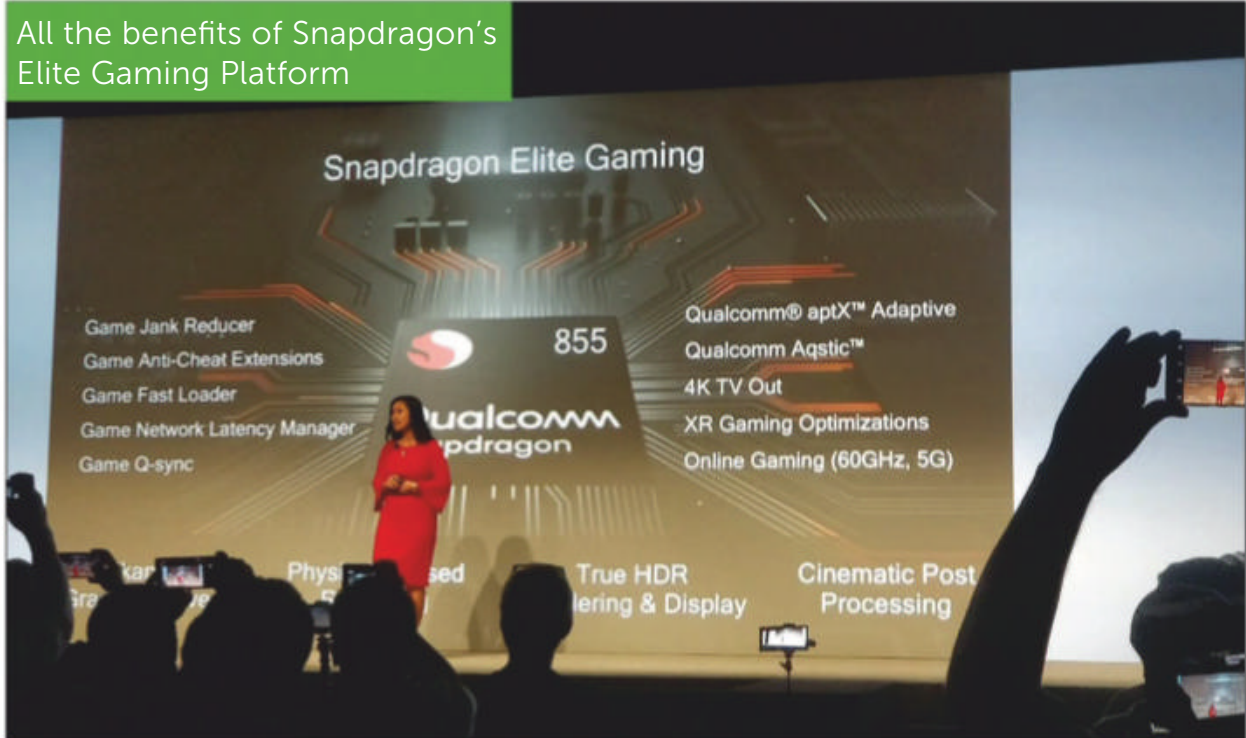 All the benefits of Snapdragon’s
Elite Gaming Platform
Snapdragon Elite Gaming
Game Jank Reducer
Game Anti-Cheat Extensions
Game Fast Loader
Game Network Latency Manager
Game Q-sync
855
Qualcomm
Qualcomm® aptX™ Adaptive
Qualcomm Aqstic™
4K TV Out
XR Gaming Optimizations
Online Gaming (60GHz, 5G)
True HDR
& Display
Cinematic Post
Processing